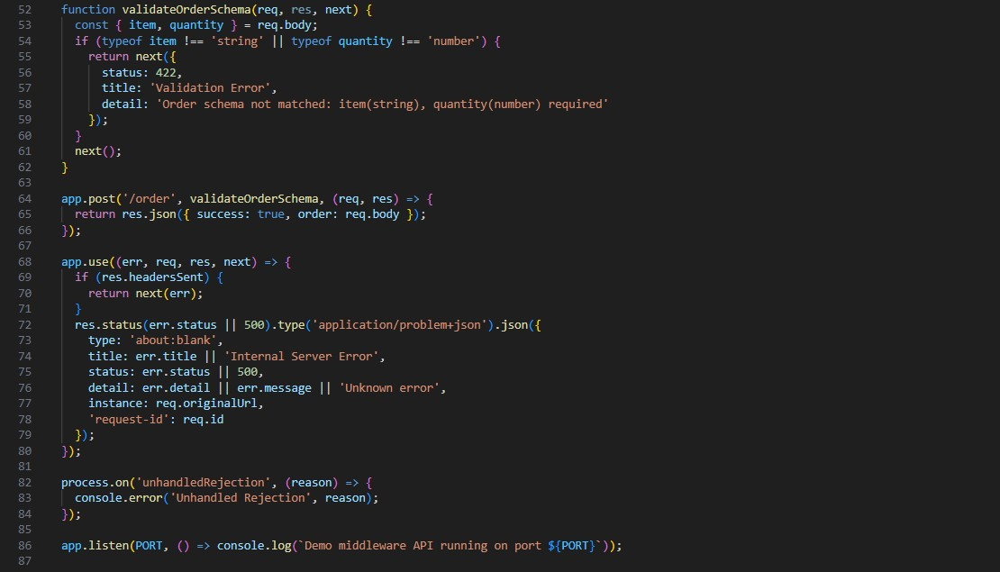 52 function validateOrderSchema(req, res, next) {
53   const { item, quantity } = req.body;
54   if (typeof item !== 'string' || typeof quantity !== 'number') {
55     return next({
56       status: 422,
57       title: 'Validation Error',
58       detail: 'Order schema not matched: item(string), quantity(number) required'
59     });
60   }
61   next();
62 }
63
64 app.post('/order', validateOrderSchema, (req, res) => {
65   return res.json({ success: true, order: req.body });
66 });
67
68 app.use((err, req, res, next) => {
69   if (res.headersSent) {
70     return next(err);
71   }
72   res.status(err.status || 500).type('application/problem+json').json({
73     type: 'about:blank',
74     title: err.title || 'Internal Server Error',
75     status: err.status || 500,
76     detail: err.detail || err.message || 'Unknown error',
77     instance: req.originalUrl,
78     'request-id': req.id
79   });
80 });
81
82 process.on('unhandledRejection', (reason) => {
83   console.error('Unhandled Rejection', reason);
84 });
85
86 app.listen(PORT, () => console.log(`Demo middleware API running on port ${PORT}`));
87